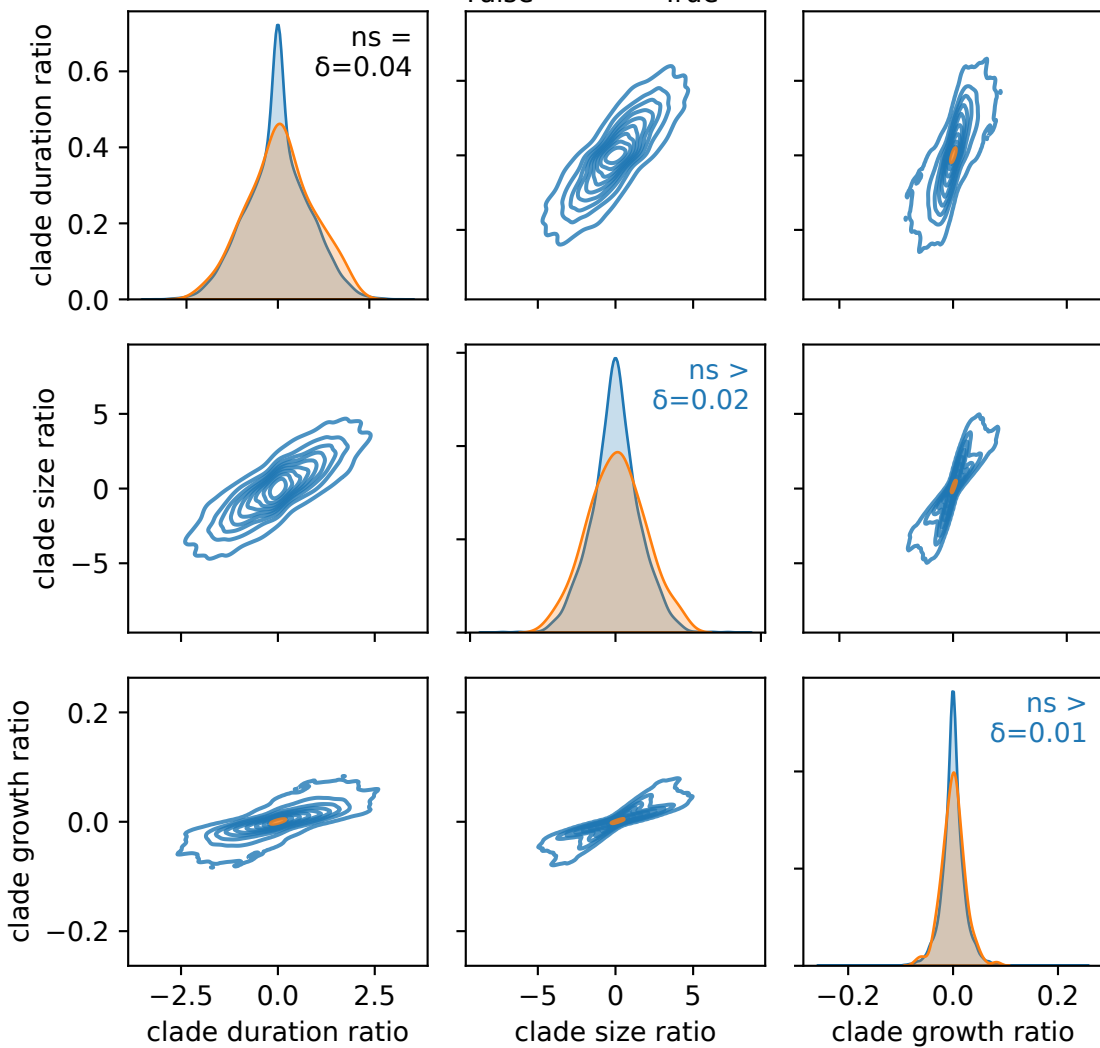 True
clade duration ratio
0.6
0.4
0.2
0.0
ns =
δ=0.04
clade size ratio
5
0
−5
ns >
δ=0.02
clade growth ratio
0.2
0.0
−0.2
ns >
δ=0.01
−2.5 0.0 2.5
−5 0 5
−0.2 0.0 0.2
clade duration ratio
clade size ratio
clade growth ratio